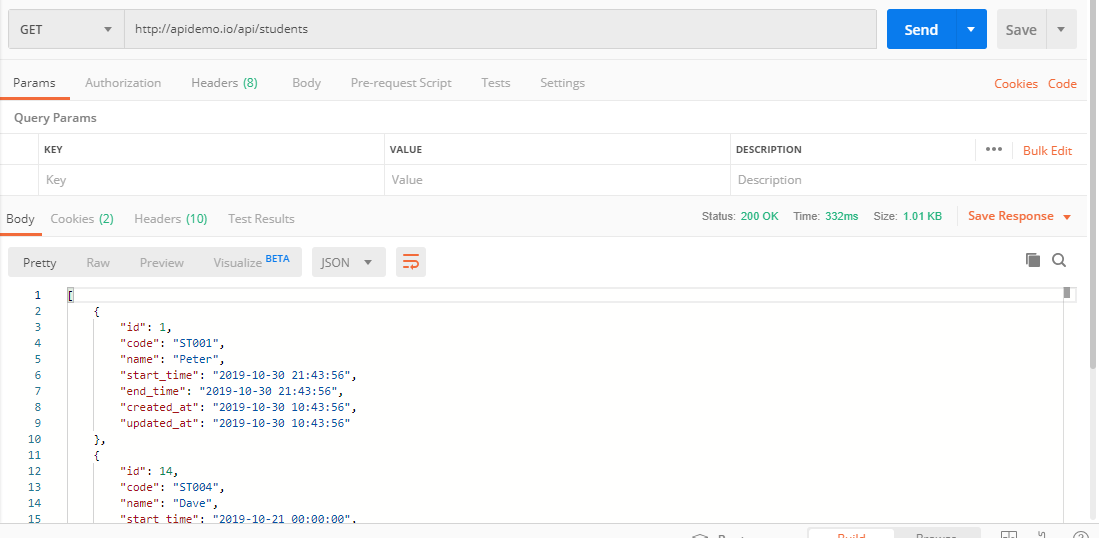 GET http://apidemo.io/api/students Send Save
Params Authorization Headers (8) Body Pre-request Script Tests Settings Cookies Code
Query Params
KEY VALUE DESCRIPTION ••• Bulk Edit
Key Value Description
Body Cookies (2) Headers (10) Test Results Status: 200 OK Time: 332ms Size: 1.01 KB Save Response
Pretty Raw Preview Visualize BETA JSON
1 [
2 {
3 "id": 1,
4 "code": "ST001",
5 "name": "Peter",
6 "start_time": "2019-10-30 21:43:56",
7 "end_time": "2019-10-30 21:43:56",
8 "created_at": "2019-10-30 10:43:56",
9 "updated_at": "2019-10-30 10:43:56"
10 },
11 {
12 "id": 14,
13 "code": "ST004",
14 "name": "Dave",
15 "start_time": "2019-10-21 00:00:00",
Build Browse